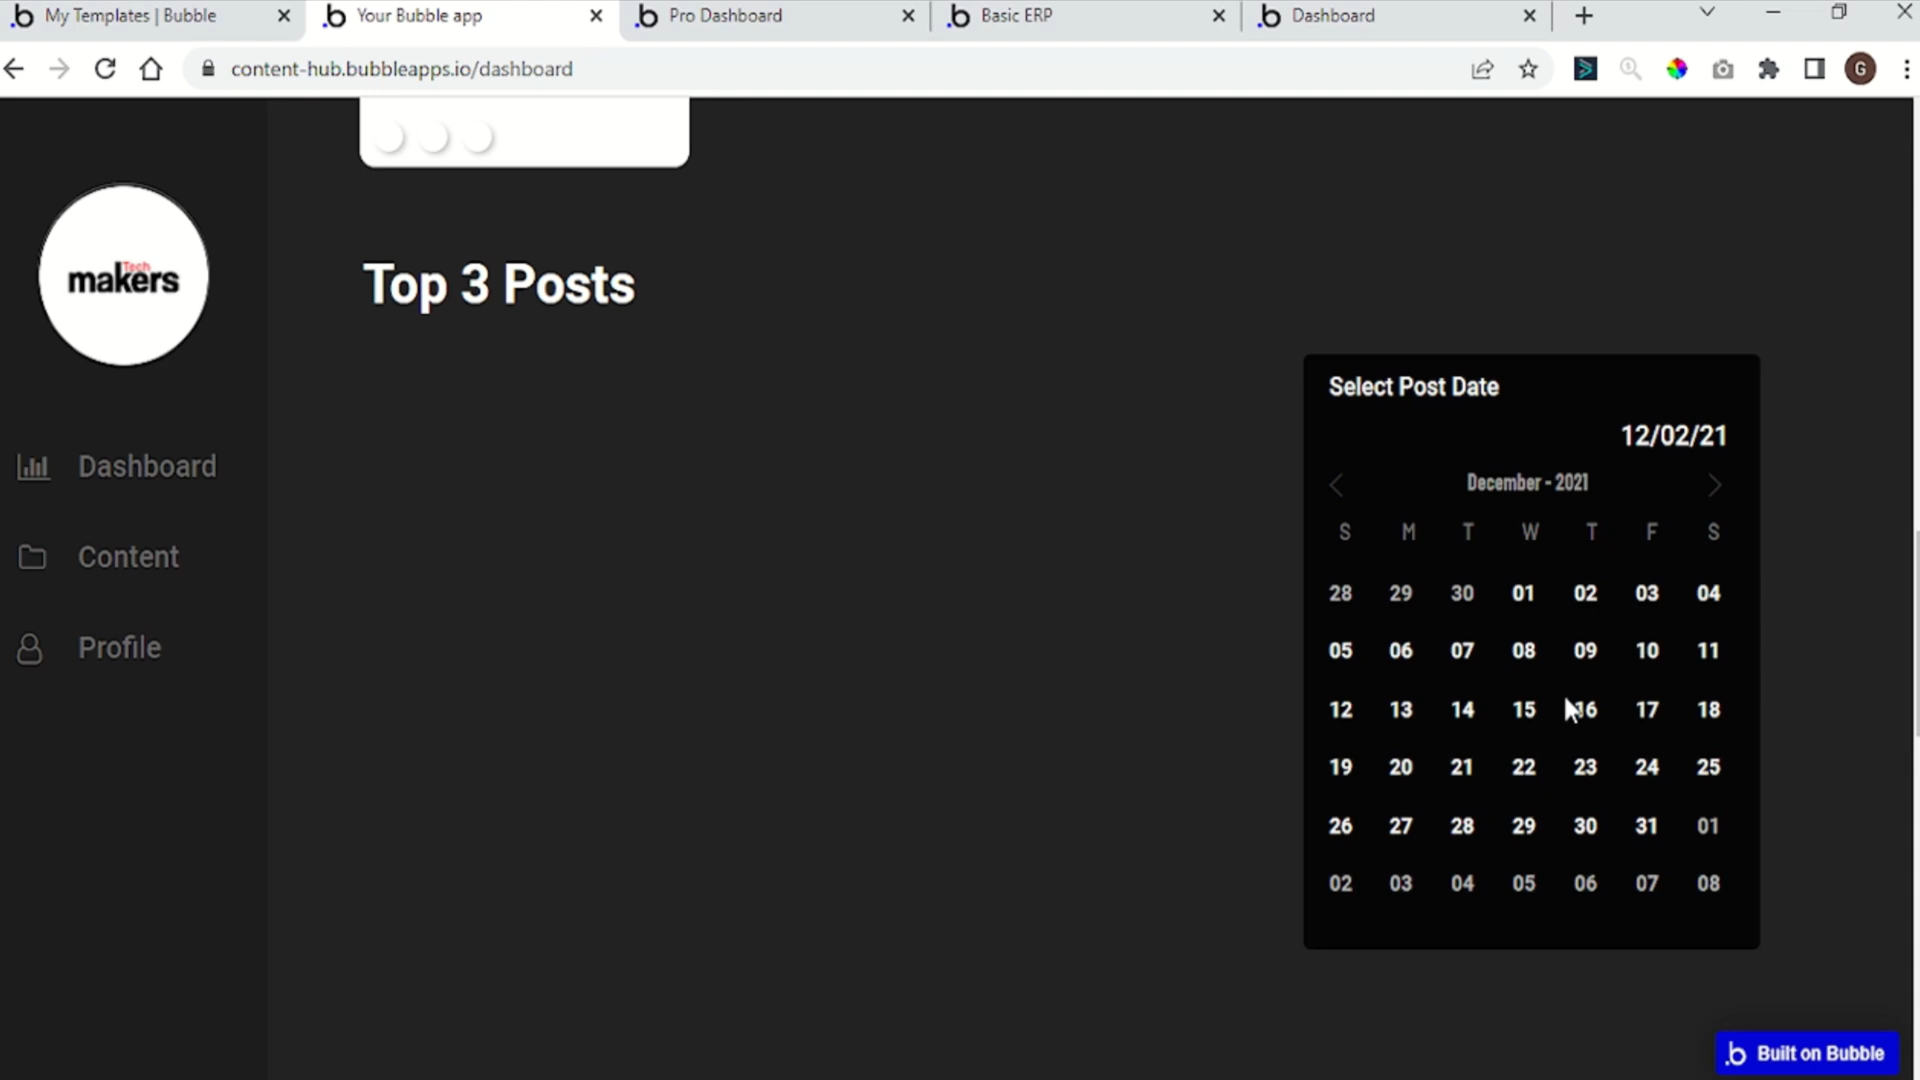 My Templates | Bubble
Your Bubble app
Pro Dashboard
Basic ERP
Dashboard
content-hub.bubbleapps.io/dashboard
G
Tech
makers
Dashboard
Content
Profile
Top 3 Posts
Select Post Date
12/02/21
December - 2021
S M T W T F S
28 29 30 01 02 03 04
05 06 07 08 09 10 11
12 13 14 15 16 17 18
19 20 21 22 23 24 25
26 27 28 29 30 31 01
02 03 04 05 06 07 08
.b Built on Bubble